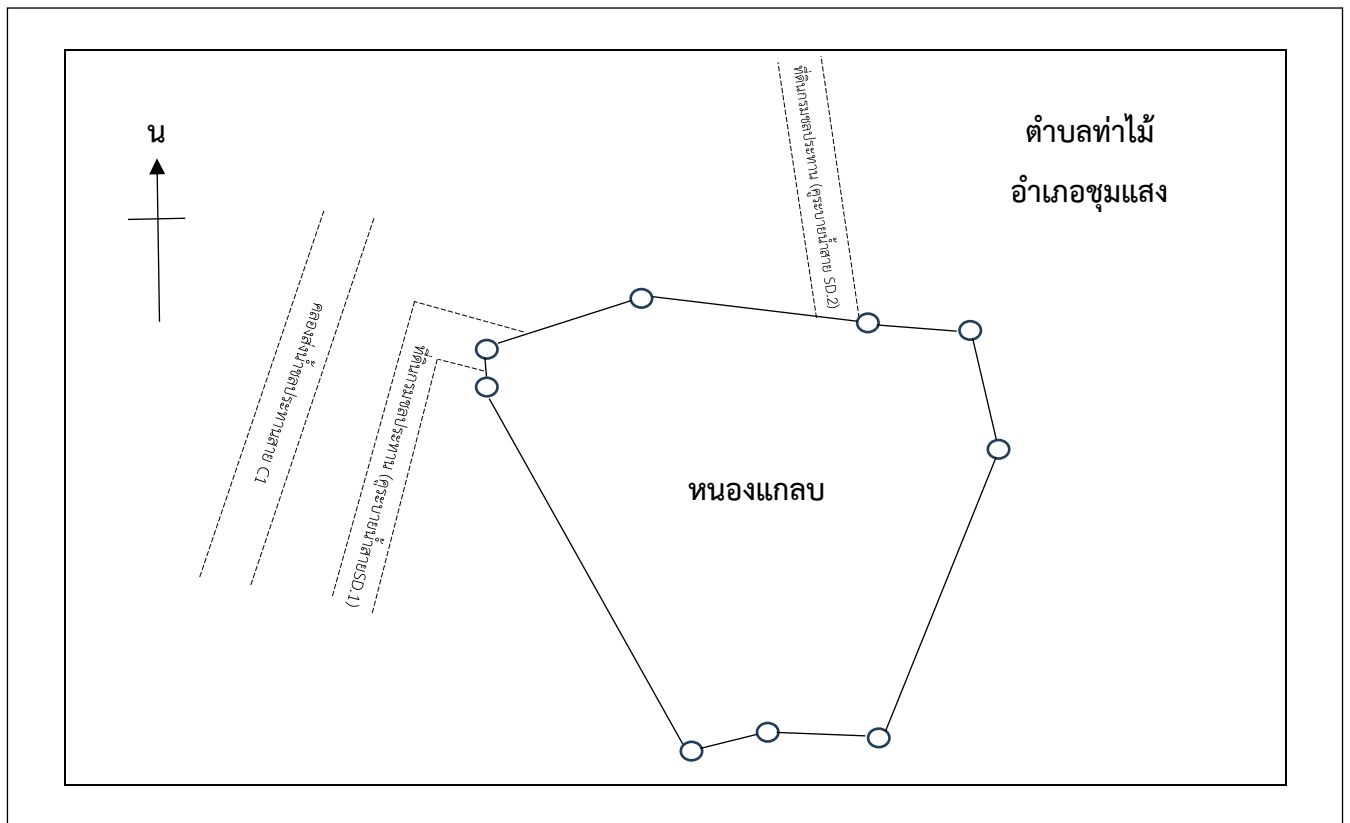 น
ตำบลท่าไม้
อำเภอชุมแสง
ที่ดินกรมชลประทาน (คูระบายน้ำสาย SD.2)
คลองส่งน้ำชลประทานสาย C1
ที่ดินกรมชลประทาน (คูระบายน้ำสายSD.1)
หนองแกลบ